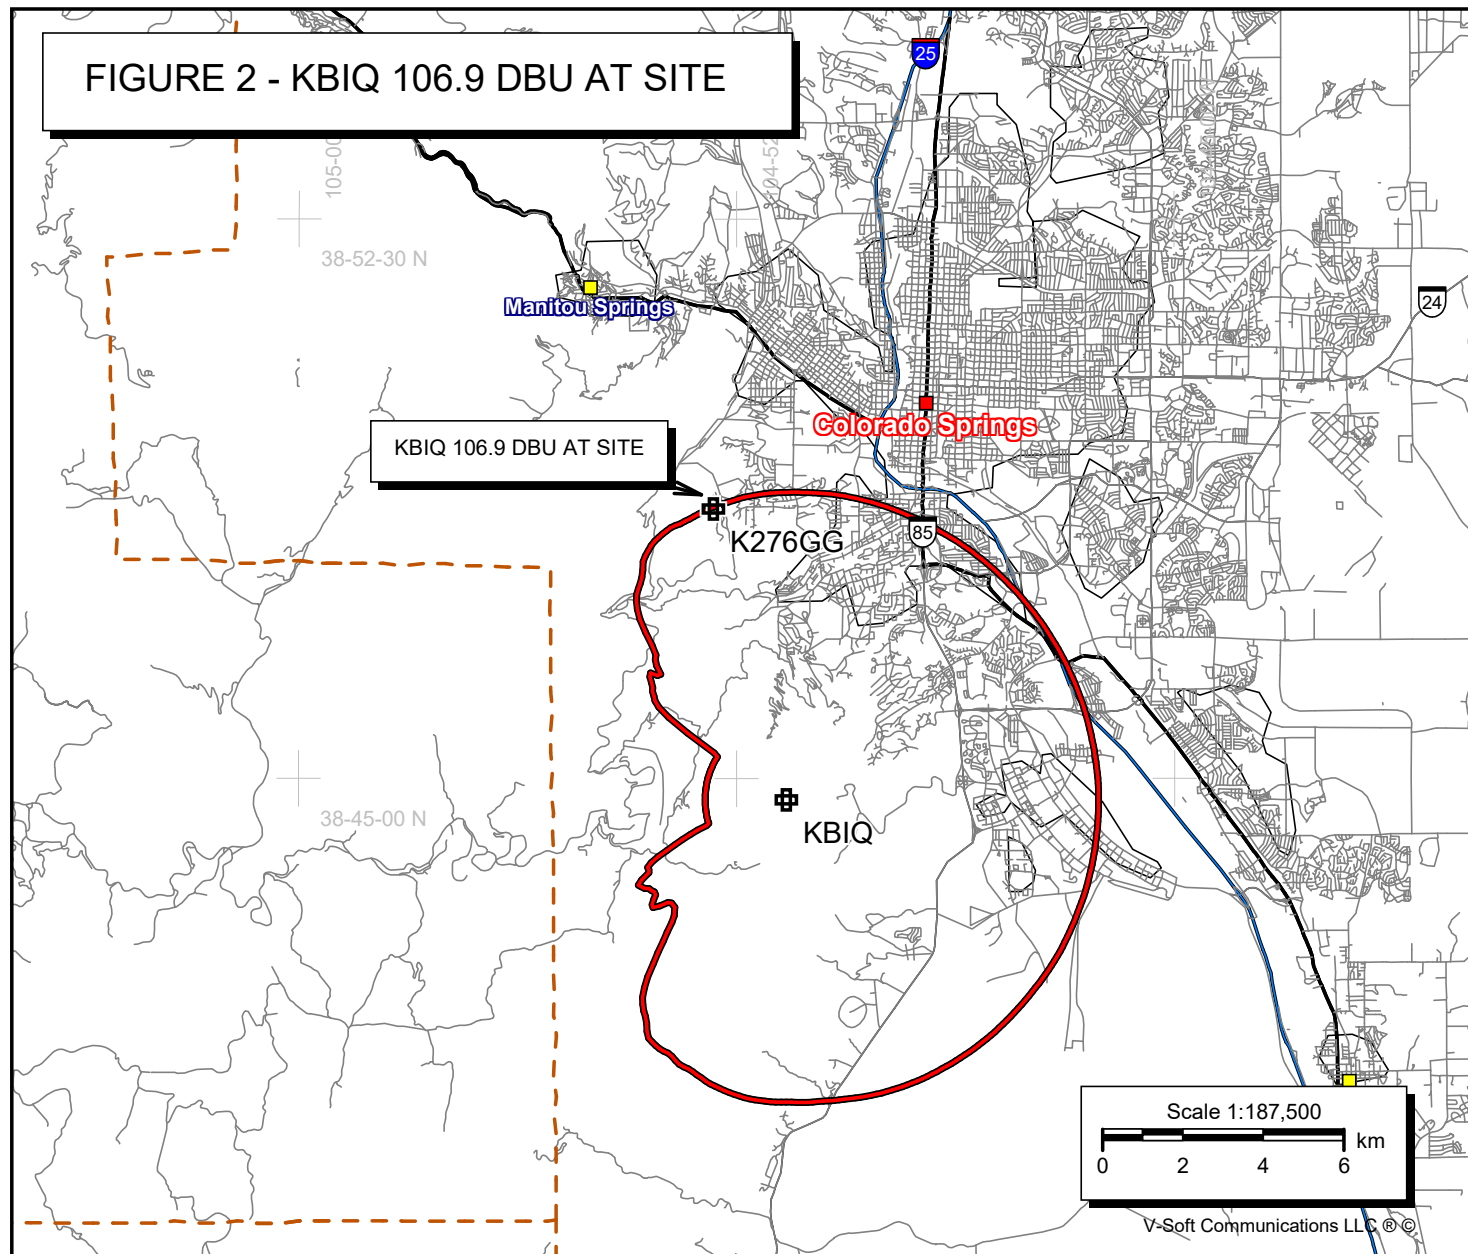 FIGURE 2 - KBIQ 106.9 DBU AT SITE
25
105-00
104-52
38-52-30 N
Manitou Springs
24
Colorado Springs
KBIQ 106.9 DBU AT SITE
K276GG
85
38-45-00 N
KBIQ
Scale 1:187,500
km
0 2 4 6
V-Soft Communications LLC ® ©